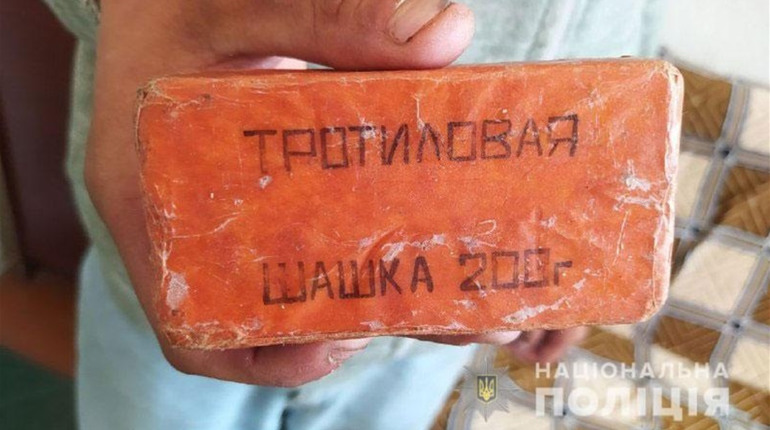 ТРОТИЛОВАЯ
ШАШКА 200г
НАЦІОНАЛЬНА
ПОЛІЦІЯ